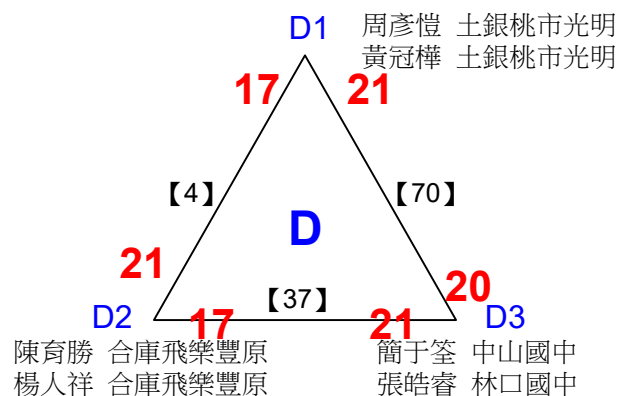 D1 周彥愷 土銀桃市光明
黃冠樺 土銀桃市光明
17 21
【4】 【70】
D
21 20
【37】
17 21
D2 D3
陳育勝 合庫飛樂豐原 簡于筌 中山國中
楊人祥 合庫飛樂豐原 張皓睿 林口國中